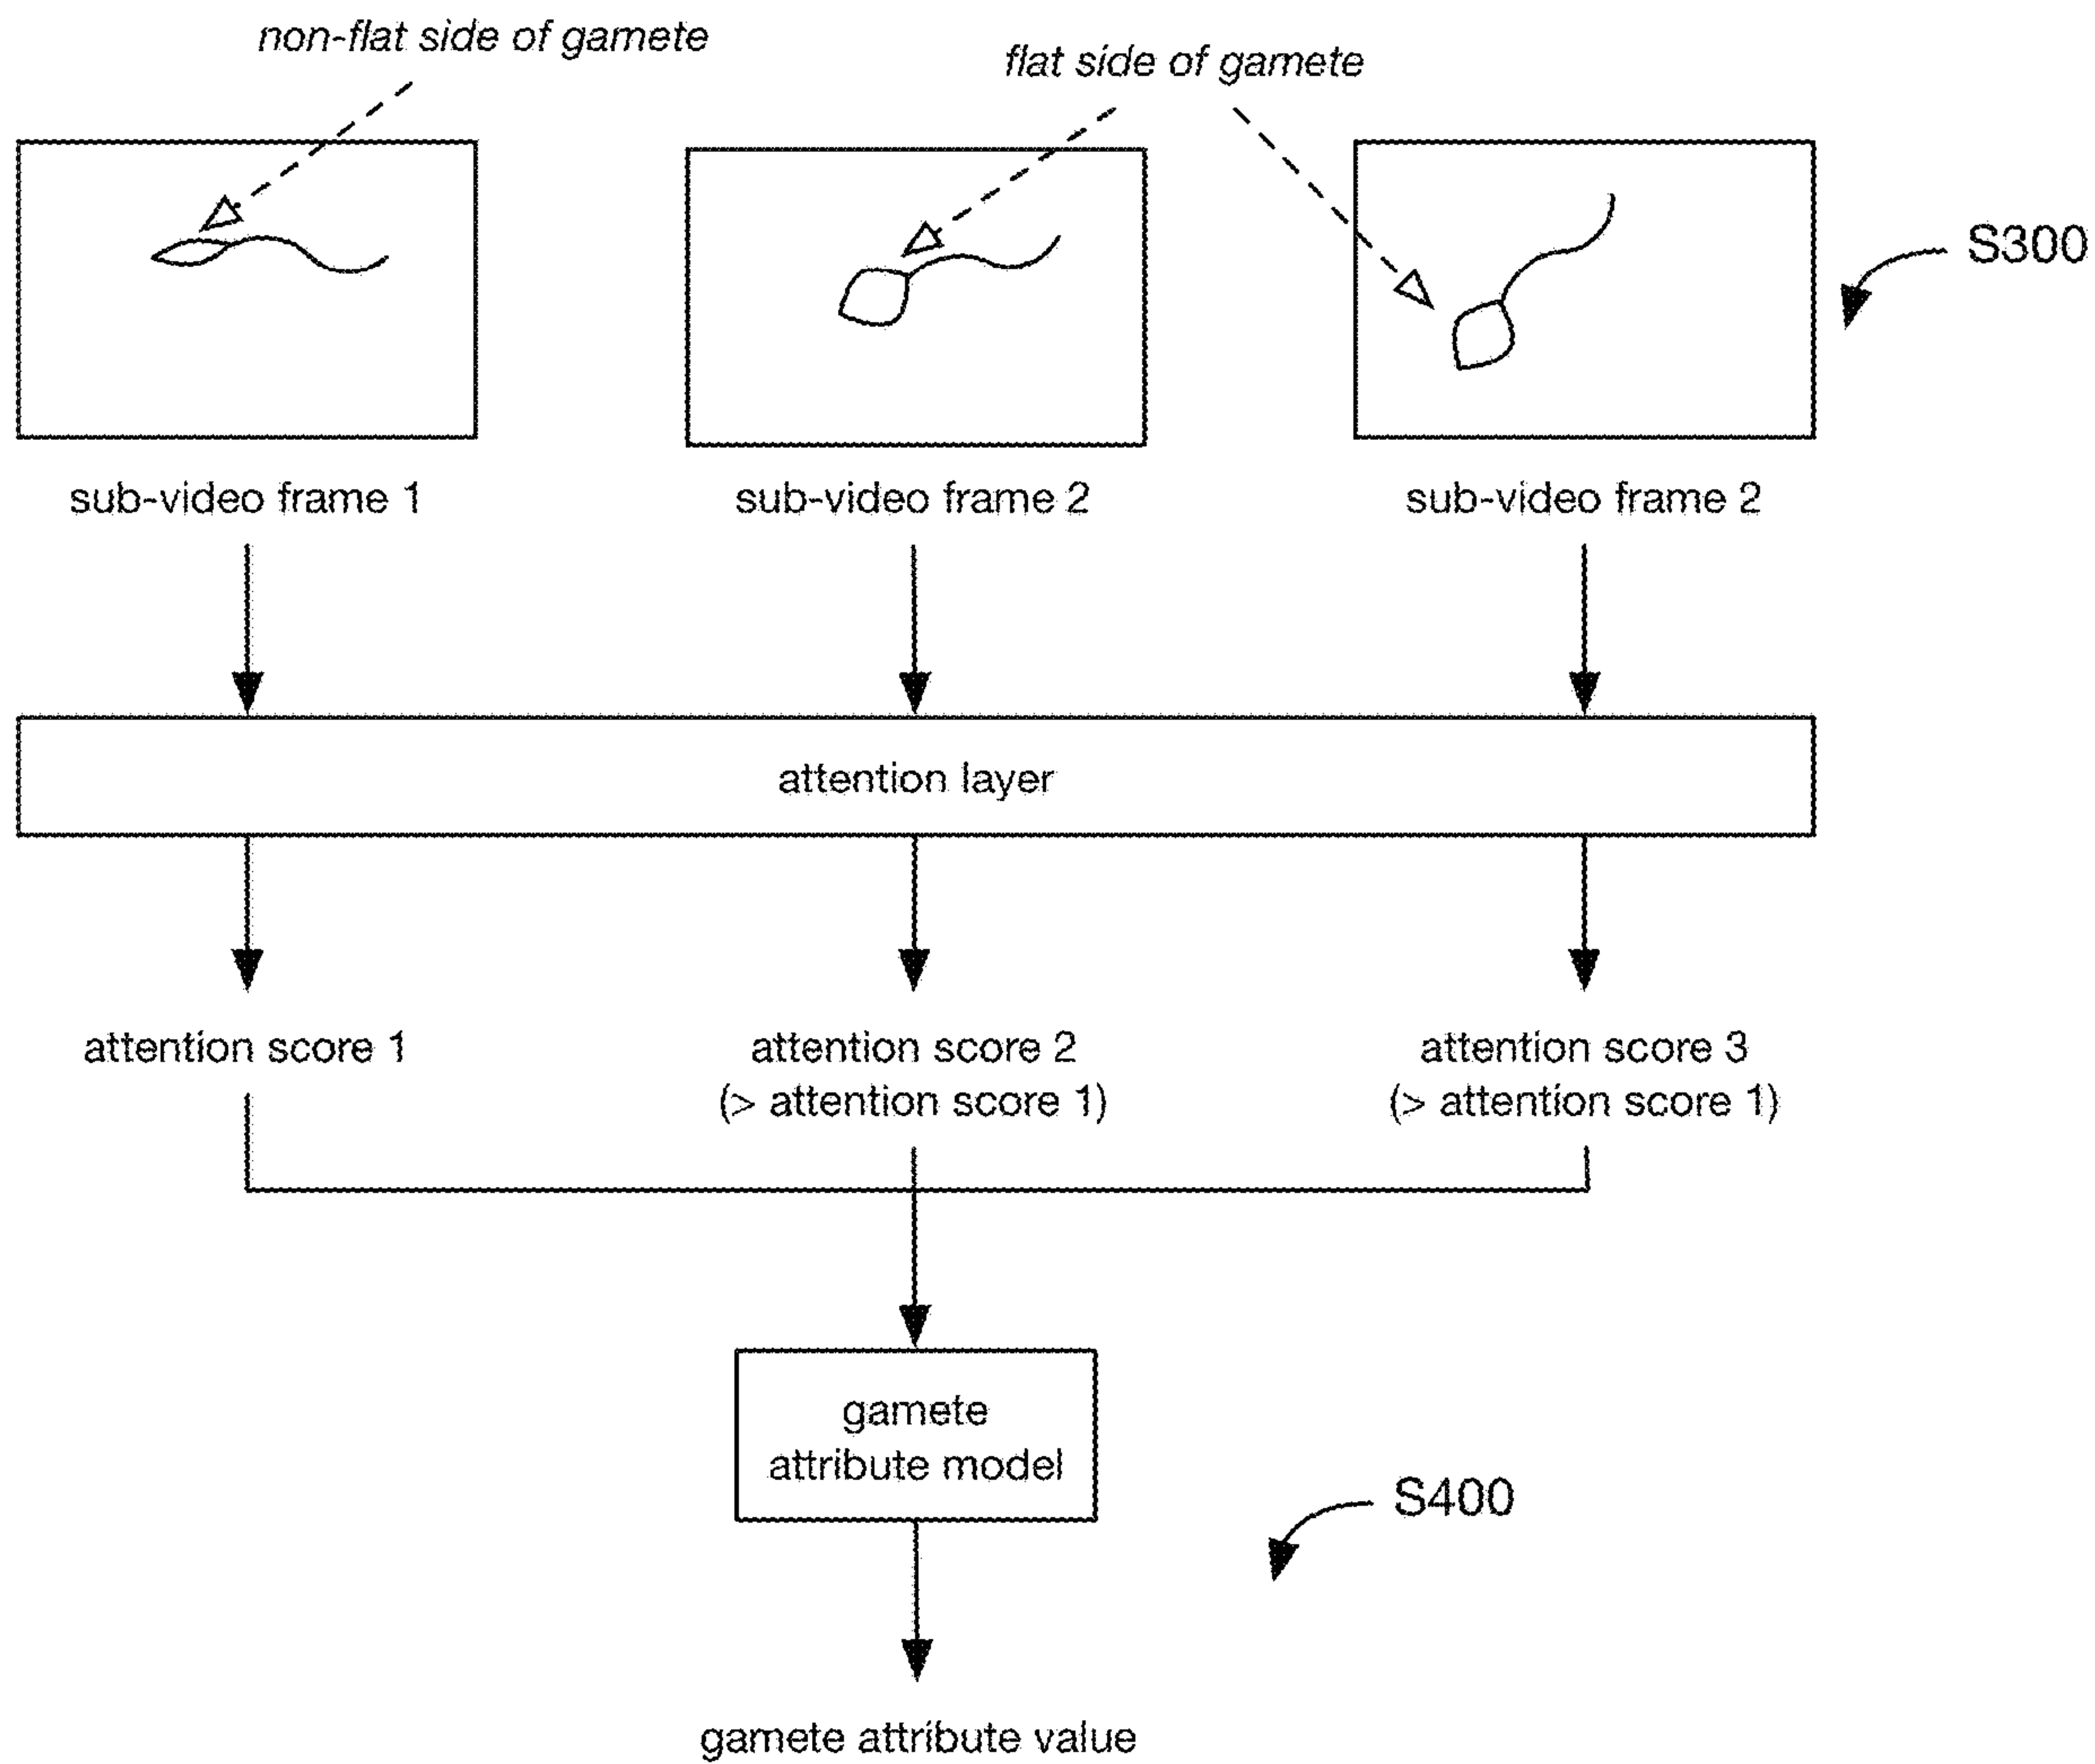 non-flat side of gamete
flat side of gamete
S300
sub-video frame 1
sub-video frame 2
sub-video frame 2
attention layer
attention score 1
attention score 2
(> attention score 1)
attention score 3
(> attention score 1)
gamete
attribute model
S400
gamete attribute value